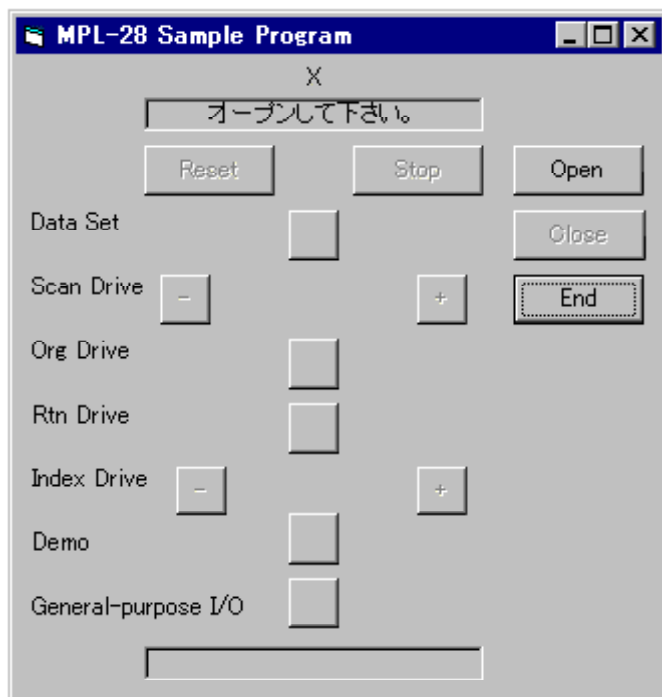 MPL-28 Sample Program
X
オープンして下さい。
Reset Stop Open
Data Set Close
Scan Drive - + End
Org Drive
Rtn Drive
Index Drive - +
Demo
General-purpose I/O